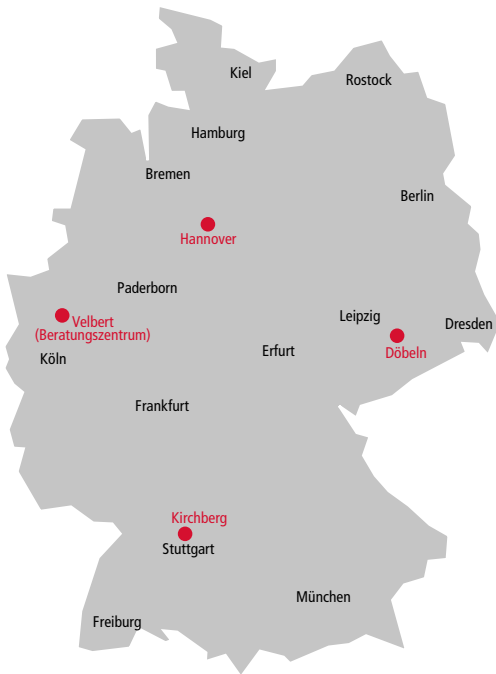 Kiel
Rostock
Hamburg
Bremen
Berlin
Hannover
Paderborn
Velbert
(Beratungszentrum)
Leipzig
Dresden
Köln
Erfurt
Döbeln
Frankfurt
Kirchberg
Stuttgart
München
Freiburg